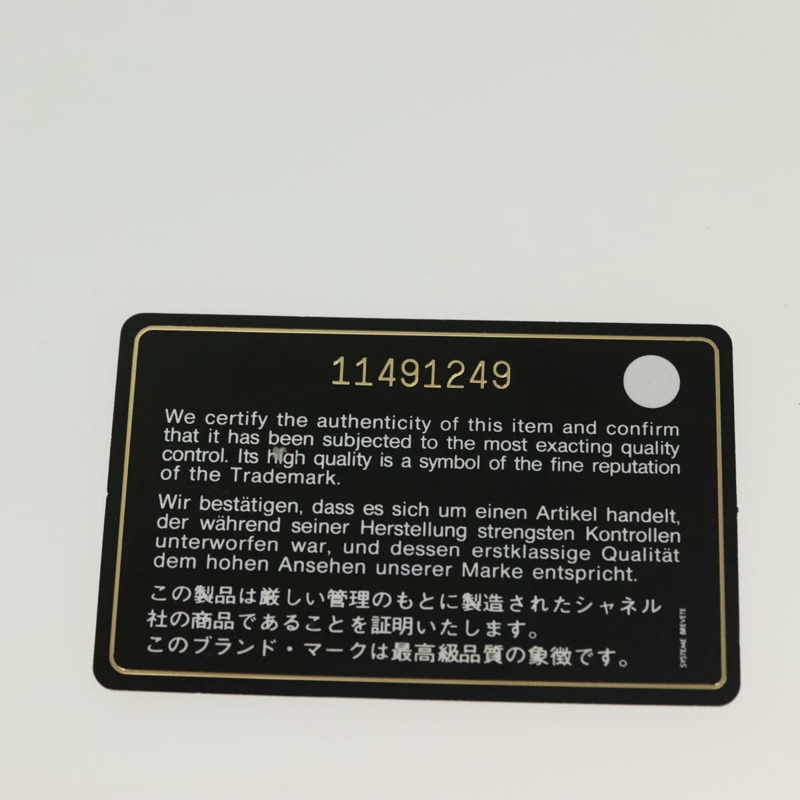 11491249
We certify the authenticity of this item and confirm
that it has been subjected to the most exacting quality
control. Its high quality is a symbol of the fine reputation
of the Trademark.
Wir bestätigen, dass es sich um einen Artikel handelt,
der während seiner Herstellung strengsten Kontrollen
unterworfen war, und dessen erstklassige Qualität
dem hohen Ansehen unserer Marke entspricht.
この製品は厳しい管理のもとに製造されたシャネル
社の商品であることを証明いたします。
このブランド・マークは最高級品質の象徴です。
SYSTEME BREVETE